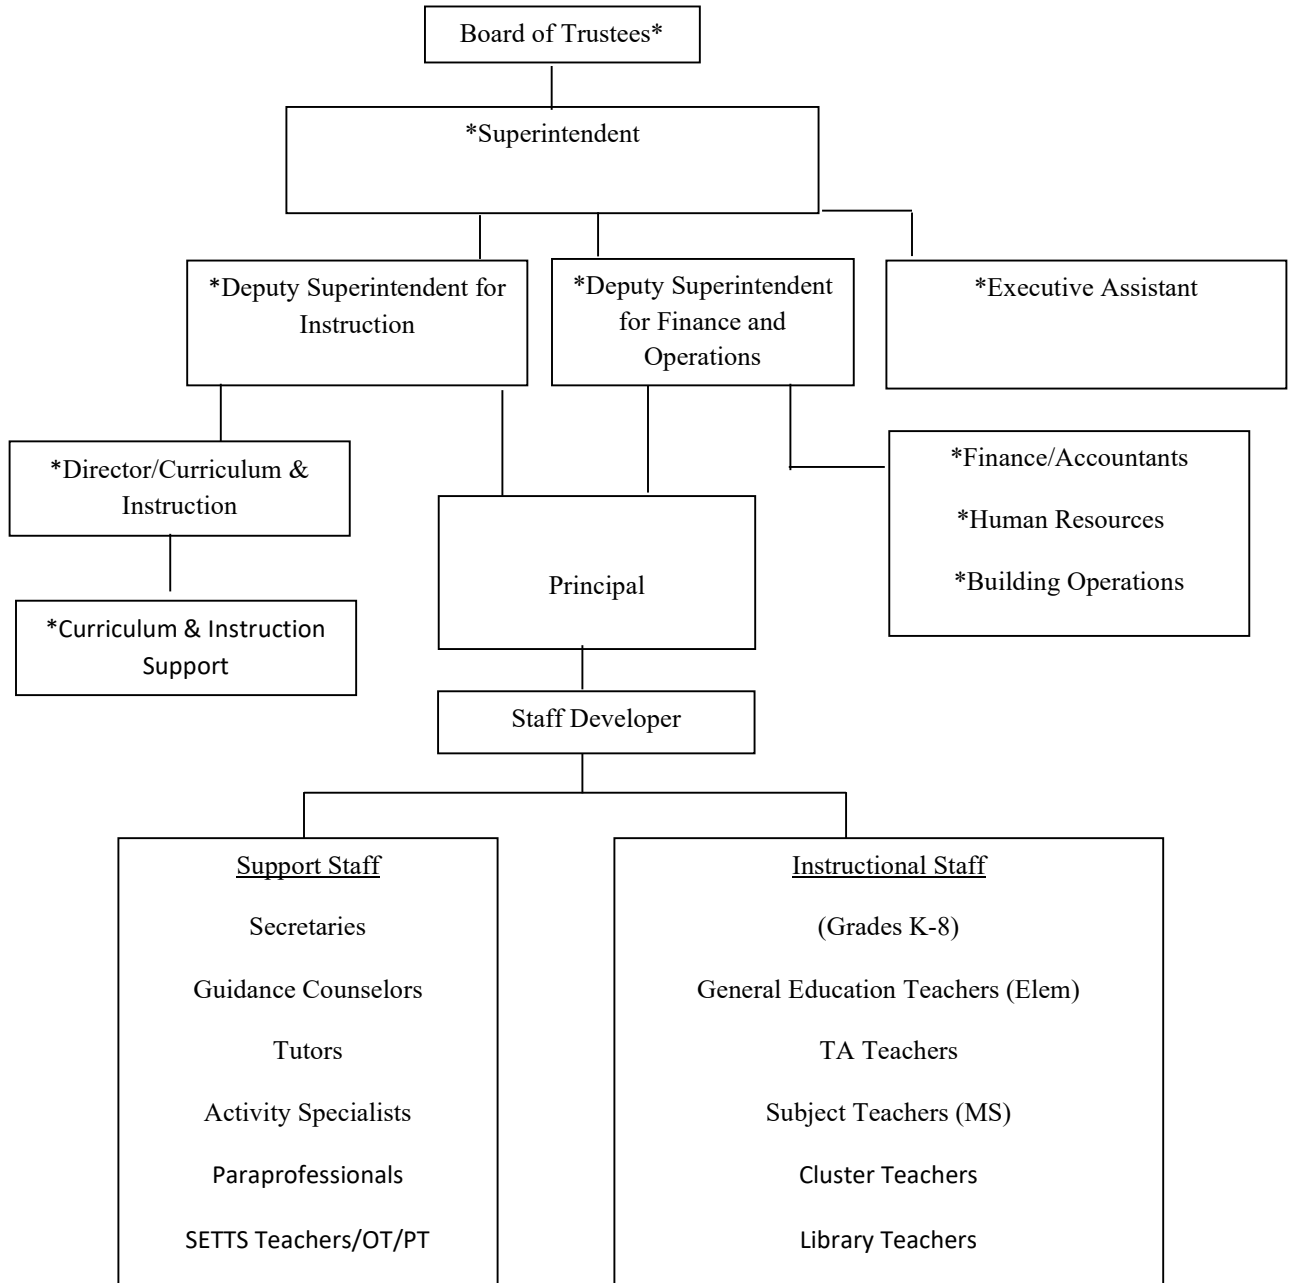 Board of Trustees*
*Superintendent
*Deputy Superintendent for
Instruction
*Deputy Superintendent
for Finance and
Operations
*Executive Assistant
*Director/Curriculum &
Instruction
*Finance/Accountants
*Human Resources
*Building Operations
Principal
*Curriculum & Instruction
Support
Staff Developer
Support Staff
Secretaries
Guidance Counselors
Tutors
Activity Specialists
Paraprofessionals
SETTS Teachers/OT/PT
Instructional Staff
(Grades K-8)
General Education Teachers (Elem)
TA Teachers
Subject Teachers (MS)
Cluster Teachers
Library Teachers